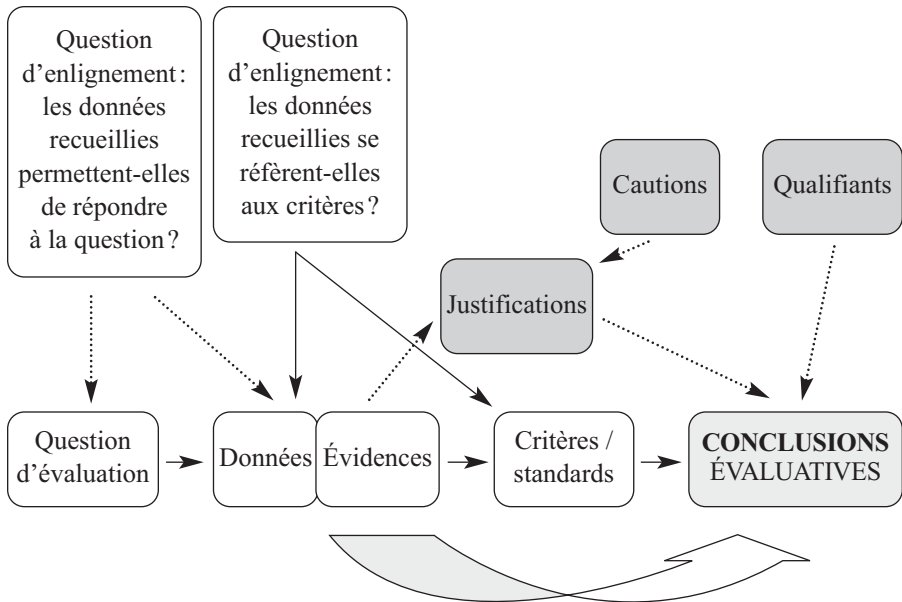 Question
d’enlignement :
les données
recueillies
permettent-elles
de répondre
à la question ?
Question
d’enlignement :
les données
recueillies se
réfèrent-elles
aux critères ?
Cautions
Qualifiants
Justifications
Question
d’évaluation
Données
Évidences
Critères /
standards
CONCLUSIONS
ÉVALUATIVES